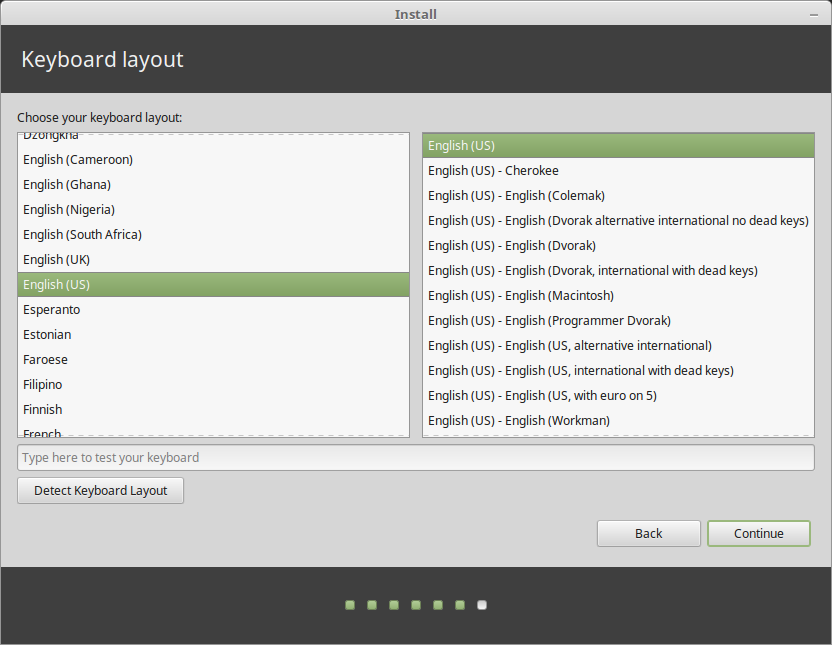 Install
Keyboard layout
Choose your keyboard layout:
Dzongkha
English (Cameroon)
English (Ghana)
English (Nigeria)
English (South Africa)
English (UK)
English (US)
Esperanto
Estonian
Faroese
Filipino
Finnish
French
English (US)
English (US) - Cherokee
English (US) - English (Colemak)
English (US) - English (Dvorak alternative international no dead keys)
English (US) - English (Dvorak)
English (US) - English (Dvorak, international with dead keys)
English (US) - English (Macintosh)
English (US) - English (Programmer Dvorak)
English (US) - English (US, alternative international)
English (US) - English (US, international with dead keys)
English (US) - English (US, with euro on 5)
English (US) - English (Workman)
Type here to test your keyboard
Detect Keyboard Layout
Back
Continue